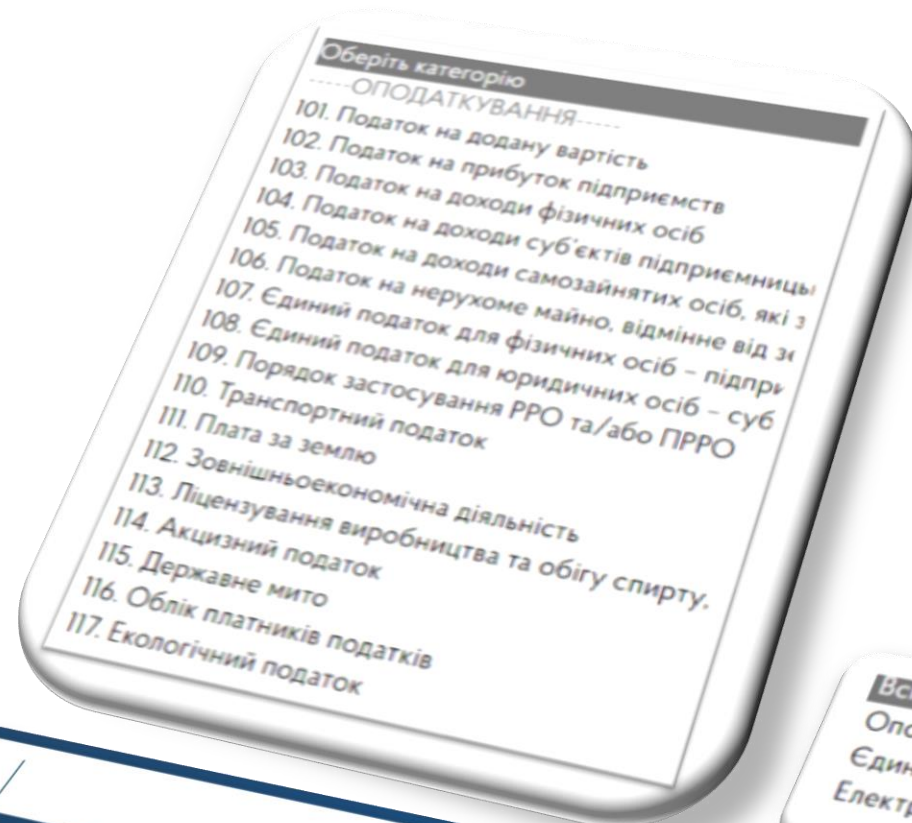 Оберіть категорію
-----ОПОДАТКУВАННЯ-----
101. Податок на додану вартість
102. Податок на прибуток підприємств
103. Податок на доходи фізичних осіб
104. Податок на доходи суб'єктів
105. Податок на доходи самозайнятих осіб, які
106. Податок на нерухоме майно, відмінне від
107. Єдиний податок для фізичних осіб –
108. Єдиний податок для юридичних осіб –
109. Порядок застосування РРО та/або ПРРО
110. Транспортний податок
111. Плата за землю
112. Зовнішньоекономічна діяльність
113. Ліцензування виробництва та обігу спирту,
114. Акцизний податок
115. Державне мито
116. Облік платників податків
117. Екологічний податок